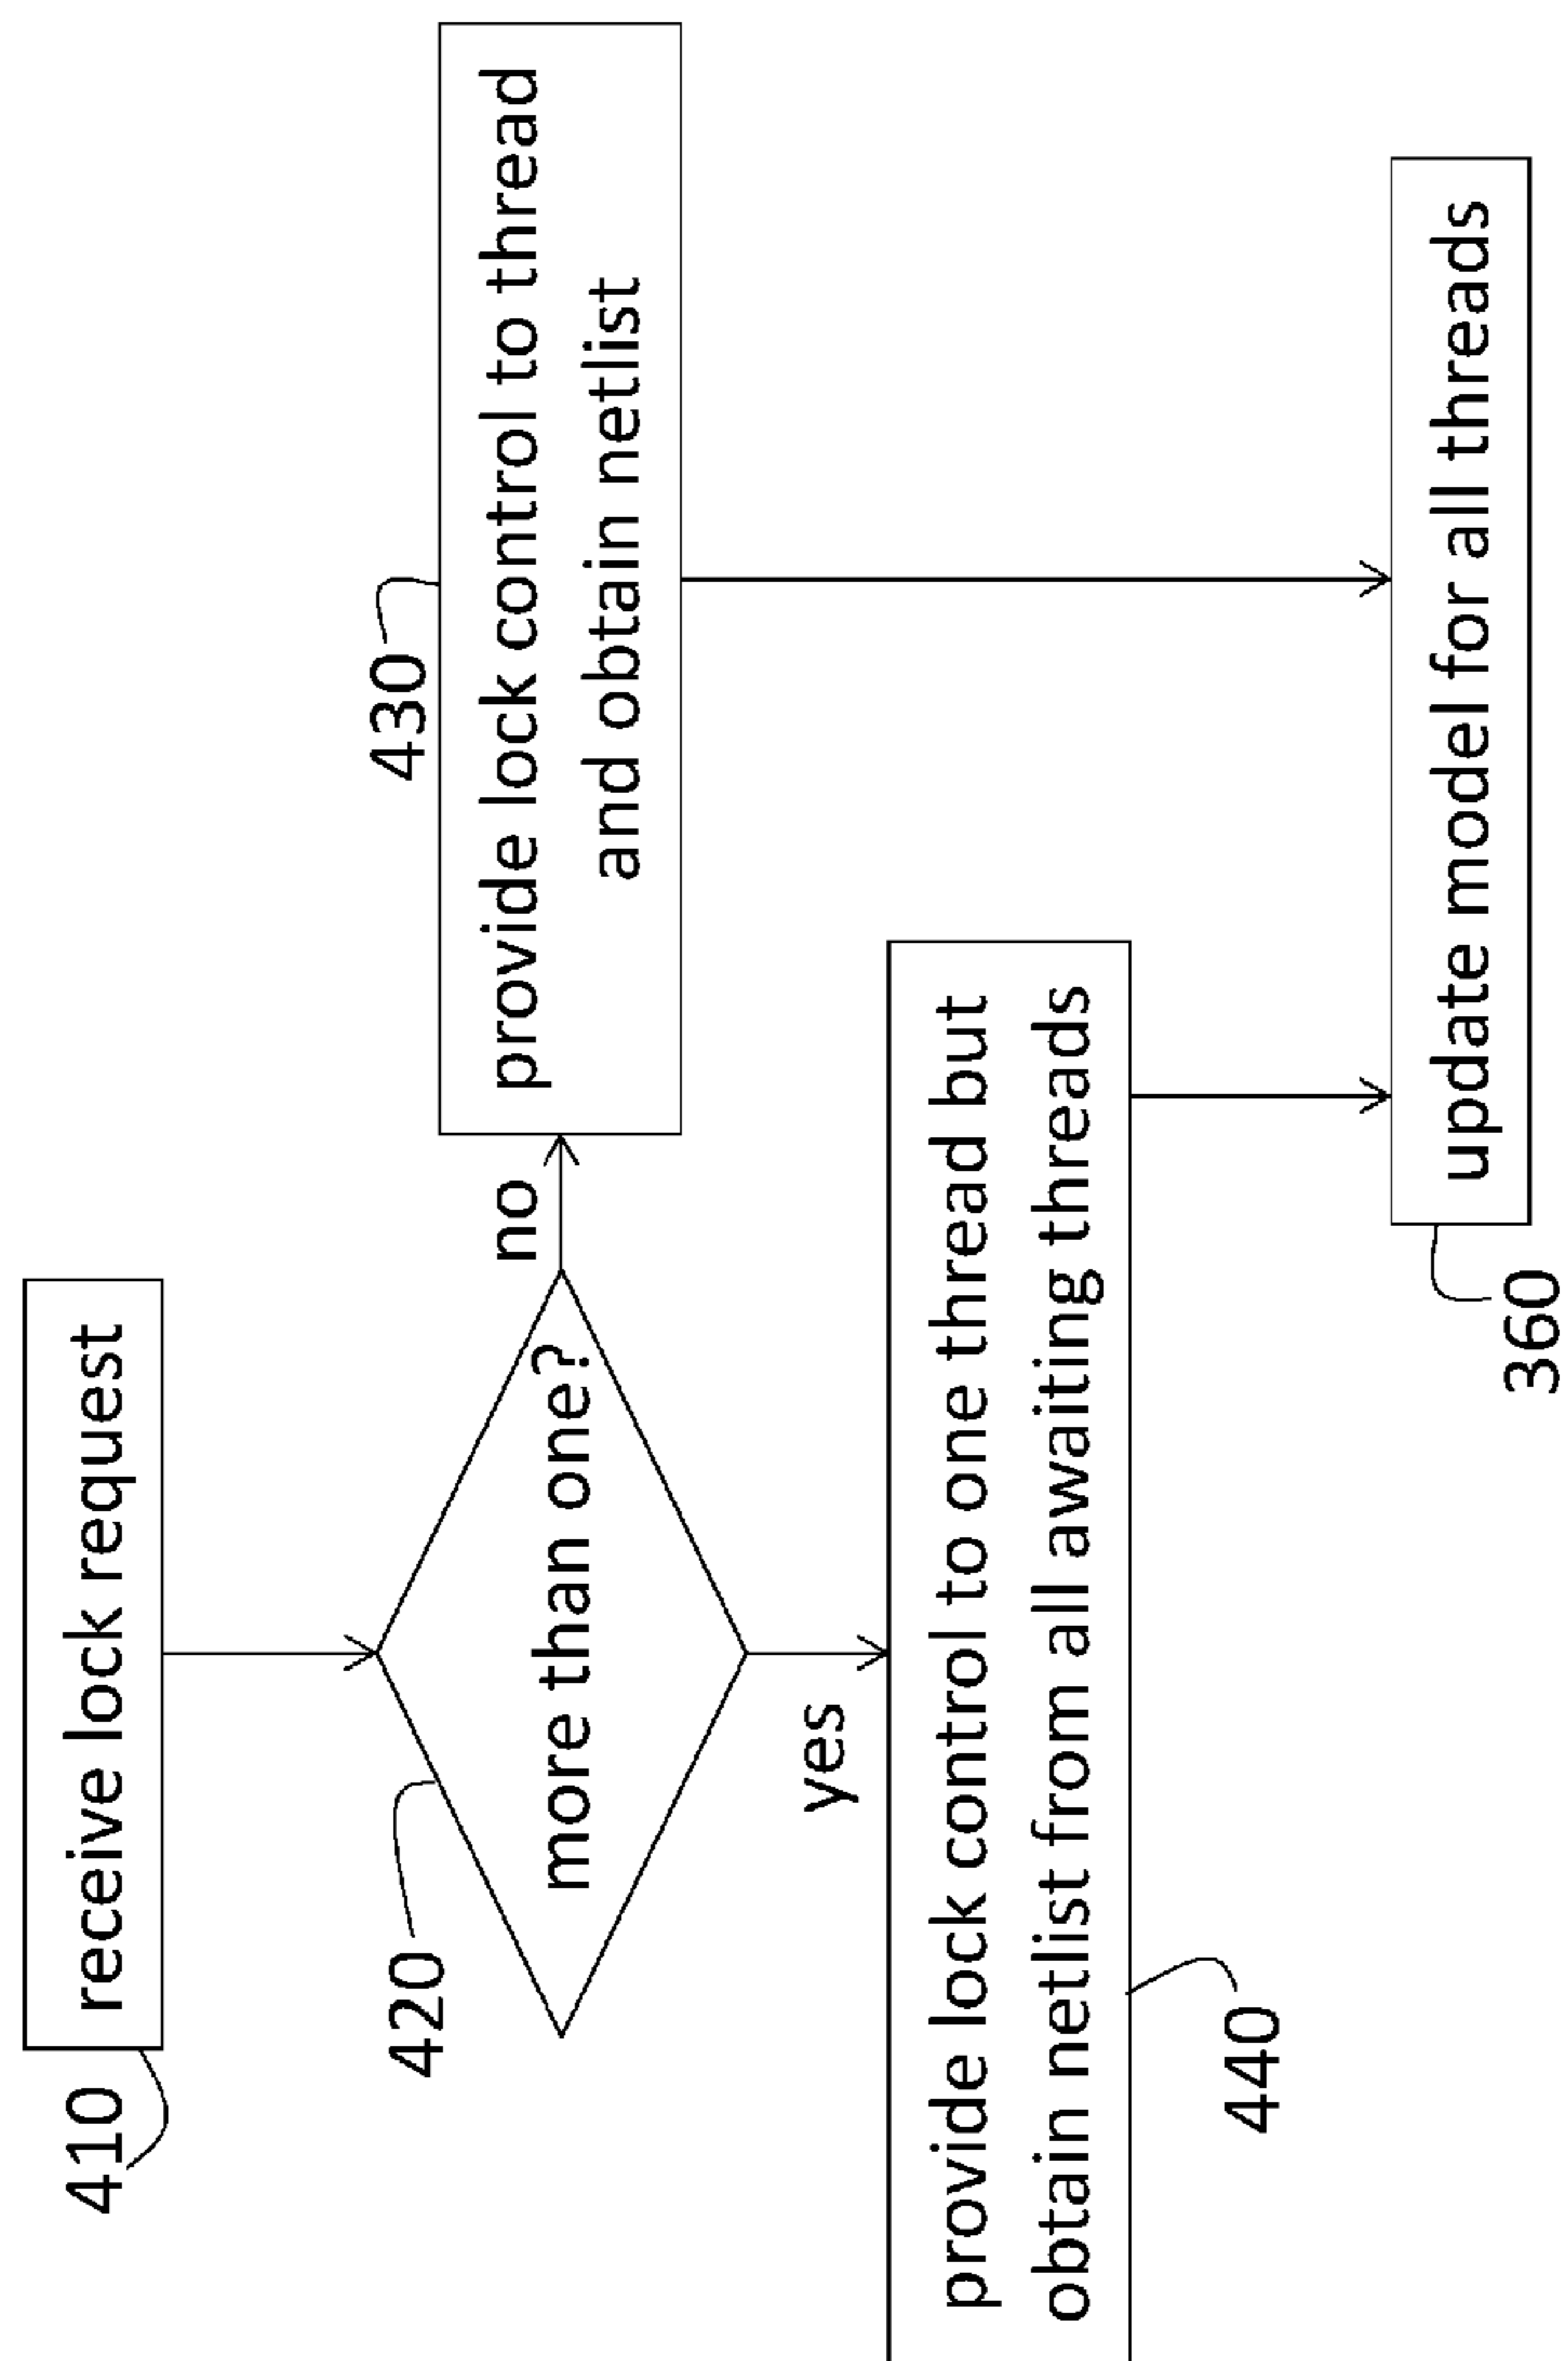 410
receive lock request
420
more than one?
no
430
provide lock control to thread
and obtain netlist
yes
provide lock control to one thread but
obtain netlist from all awaiting threads
440
update model for all threads
360